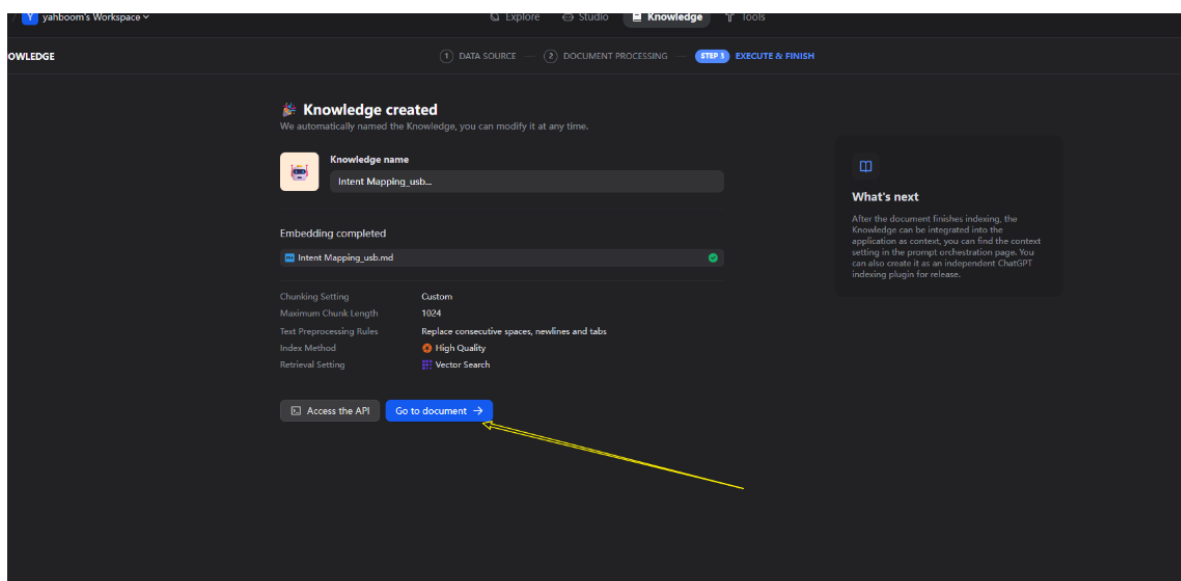 Y yahboom's Workspace
Explore Studio Knowledge Tools
OWLEDGE
1 DATA SOURCE 2 DOCUMENT PROCESSING STEP 3 EXECUTE & FINISH
Knowledge created
We automatically named the Knowledge, you can modify it at any time.
Knowledge name
Intent Mapping_usb...
Embedding completed
Intent Mapping_usb.md
Chunking Setting Custom
Maximum Chunk Length 1024
Text Preprocessing Rules Replace consecutive spaces, newlines and tabs
Index Method High Quality
Retrieval Setting Vector Search
Access the API Go to document →
What's next
After the document finishes indexing, the
Knowledge can be integrated into the
application as context, you can find the context
setting in the prompt orchestration page. You
can also create it as an independent ChatGPT
indexing plugin for release.